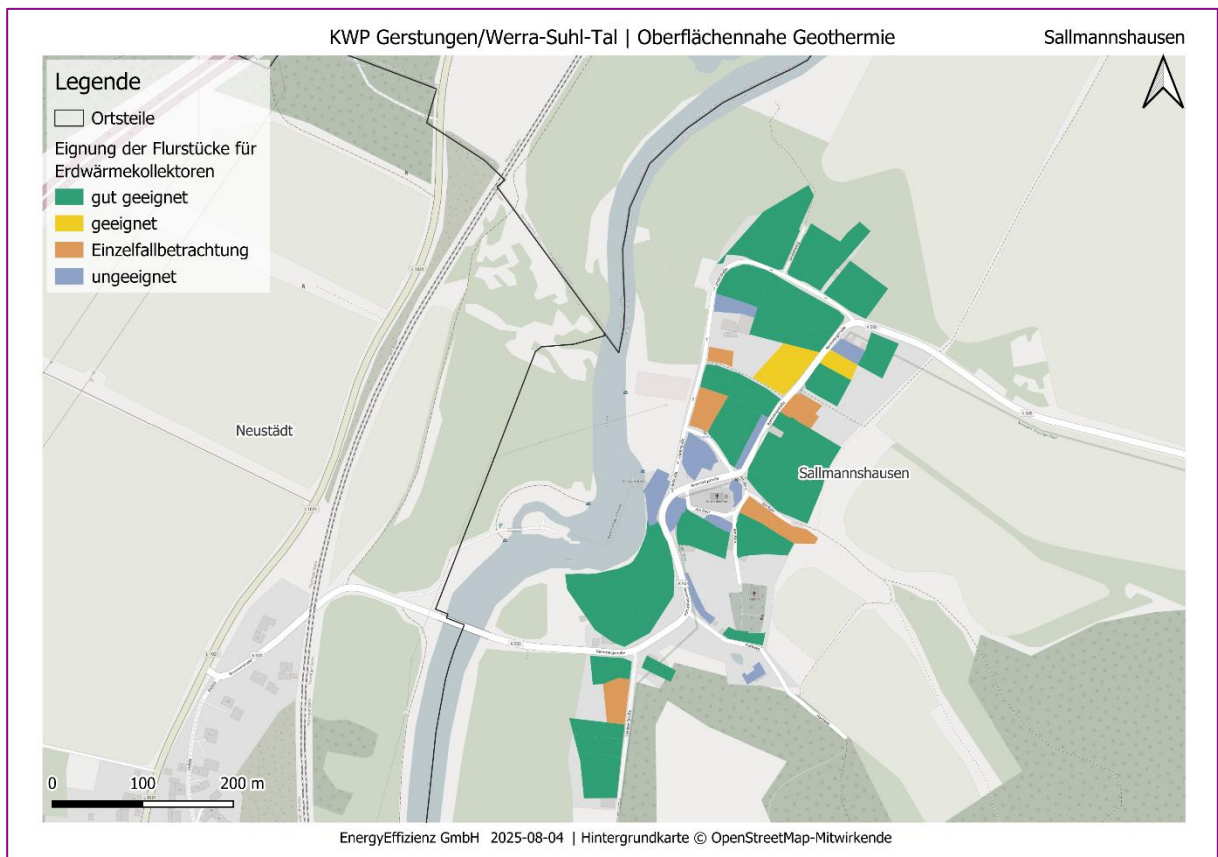 KWP Gerstungen/Werra-Suhl-Tal | Oberflächennahe Geothermie
Sallmannshausen
Legende
Ortsteile
Eignung der Flurstücke für
Erdwärmekollektoren
gut geeignet
geeignet
Einzelfallbetrachtung
ungeeignet
Neustädt
Sallmannshausen
0 100 200 m
EnergyEffizienz GmbH 2025-08-04 | Hintergrundkarte © OpenStreetMap-Mitwirkende